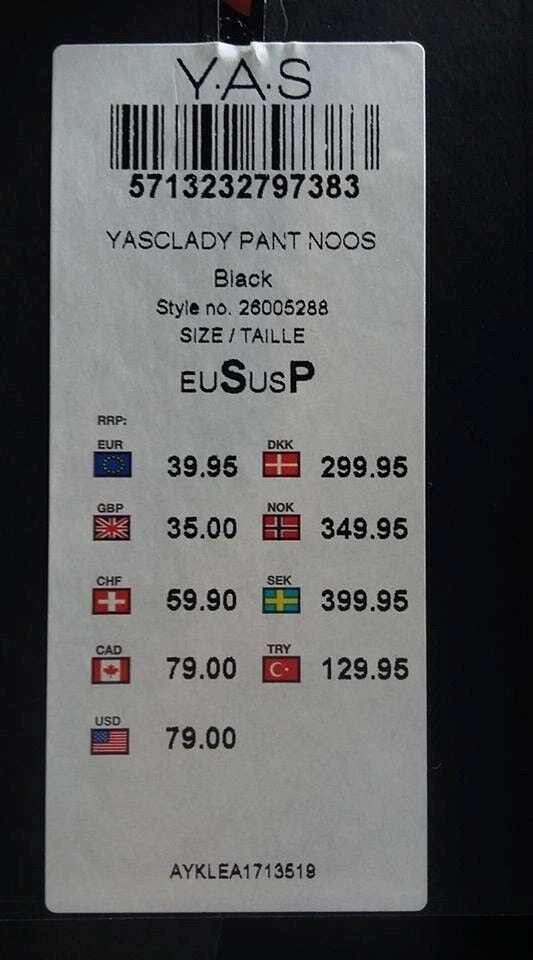 Y.A.S
5713232797383
YASCLADY PANT NOOS
Black
Style no. 26005288
SIZE / TAILLE
EUSUSP
RRP:
EUR 39.95 DKK 299.95
GBP 35.00 NOK 349.95
CHF 59.90 SEK 399.95
CAD 79.00 TRY 129.95
USD 79.00
AYKLEA1713519